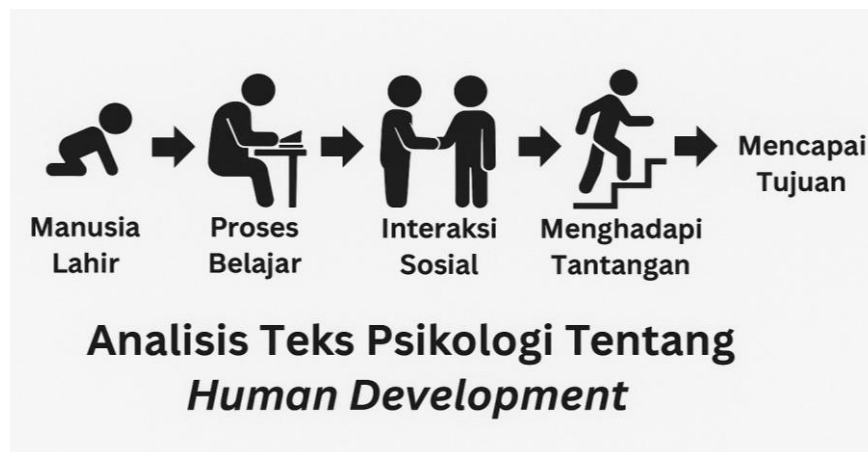 Manusia
Lahir
Proses
Belajar
Interaksi
Sosial
Menghadapi
Tantangan
Mencapai
Tujuan
Analisis Teks Psikologi Tentang
Human Development